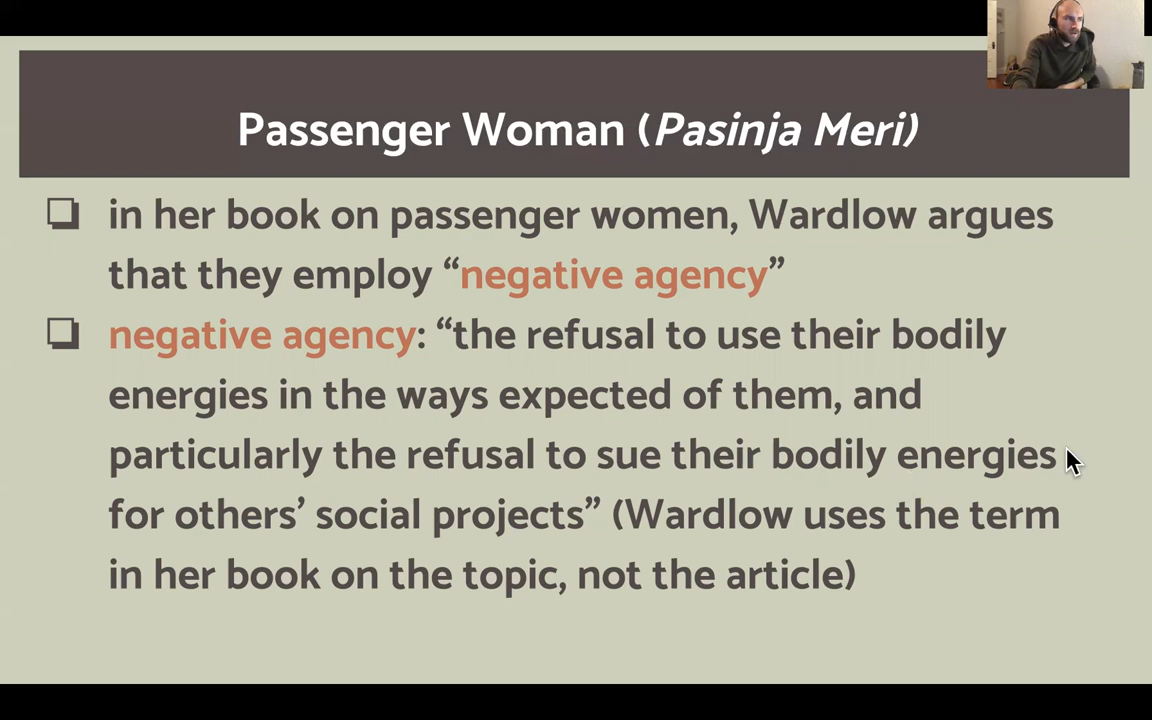 Passenger Woman (Pasinja Meri)
❏ in her book on passenger women, Wardlow argues
that they employ “negative agency”
❏ negative agency: “the refusal to use their bodily
energies in the ways expected of them, and
particularly the refusal to sue their bodily energies
for others’ social projects” (Wardlow uses the term
in her book on the topic, not the article)